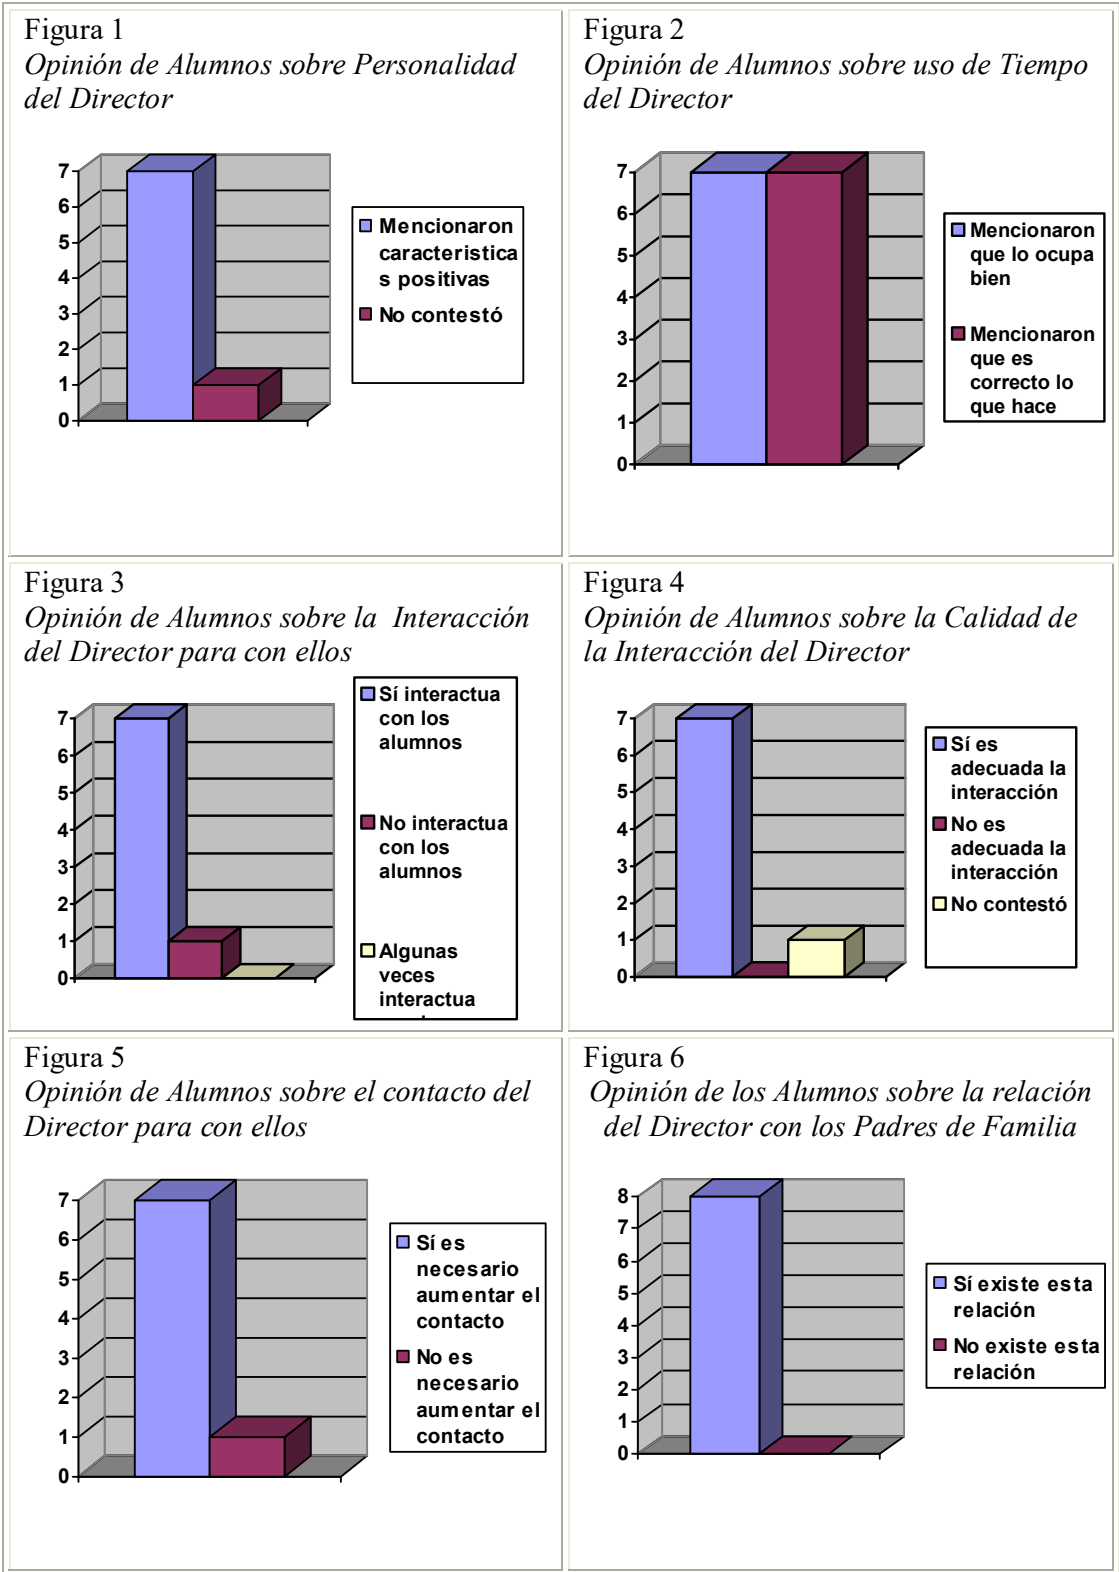 Figura 1
Opinión de Alumnos sobre Personalidad
del Director
7
6
5
4
3
2
1
0
Mencionaron
caracteristica
s positivas
No contestó
Figura 2
Opinión de Alumnos sobre uso de Tiempo
del Director
7
6
5
4
3
2
1
0
Mencionaron
que lo ocupa
bien
Mencionaron
que es
correcto lo
que hace
Figura 3
Opinión de Alumnos sobre la Interacción
del Director para con ellos
7
6
5
4
3
2
1
0
Sí interactua
con los
alumnos
No interactua
con los
alumnos
Algunas
veces
interactua
Figura 4
Opinión de Alumnos sobre la Calidad de
la Interacción del Director
7
6
5
4
3
2
1
0
Sí es
adecuada la
interacción
No es
adecuada la
interacción
No contestó
Figura 5
Opinión de Alumnos sobre el contacto del
Director para con ellos
7
6
5
4
3
2
1
0
Sí es
necesario
aumentar el
contacto
No es
necesario
aumentar el
contacto
Figura 6
Opinión de los Alumnos sobre la relación
del Director con los Padres de Familia
8
7
6
5
4
3
2
1
0
Sí existe esta
relación
No existe esta
relación